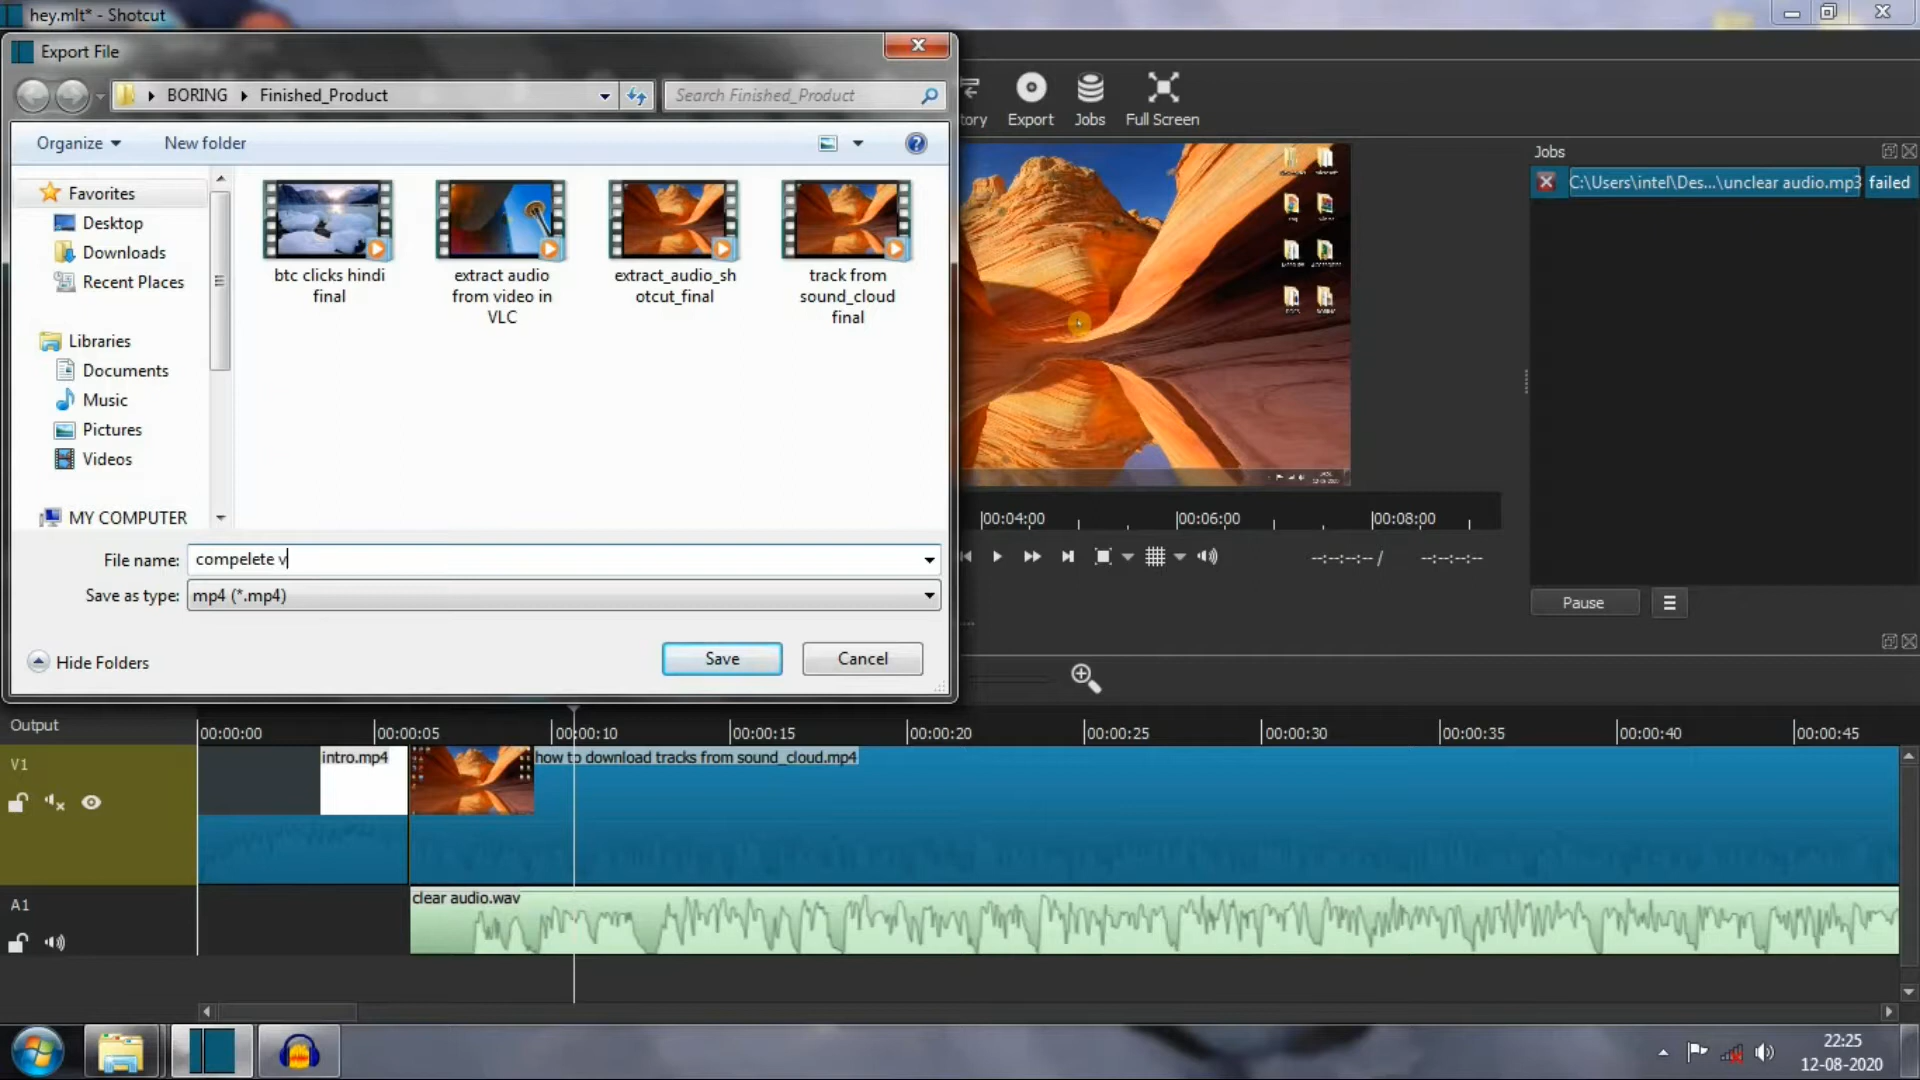 hey.mlt* - Shotcut
Export File
BORING Finished_Product
Search Finished_Product
Organize
New folder
Favorites
Desktop
Downloads
Recent Places
Libraries
Documents
Music
Pictures
Videos
MY COMPUTER
btc clicks hindi
final
extract audio
from video in
VLC
extract_audio_sh
otcut_final
track from
sound_cloud
final
File name: compelete v
Save as type: mp4 (*.mp4)
Hide Folders
Save
Cancel
tory
Export
Jobs
Full Screen
Jobs
C:\Users\intel\Des...\unclear audio.mp3 failed
00:04:00
00:06:00
00:08:00
--:--:--:-- /
--:--:--:--
Pause
Output
00:00:00
00:00:05
00:00:10
00:00:15
00:00:20
00:00:25
00:00:30
00:00:35
00:00:40
00:00:45
V1
intro.mp4
how to download tracks from sound_cloud.mp4
A1
clear audio.wav
22:25
12-08-2020